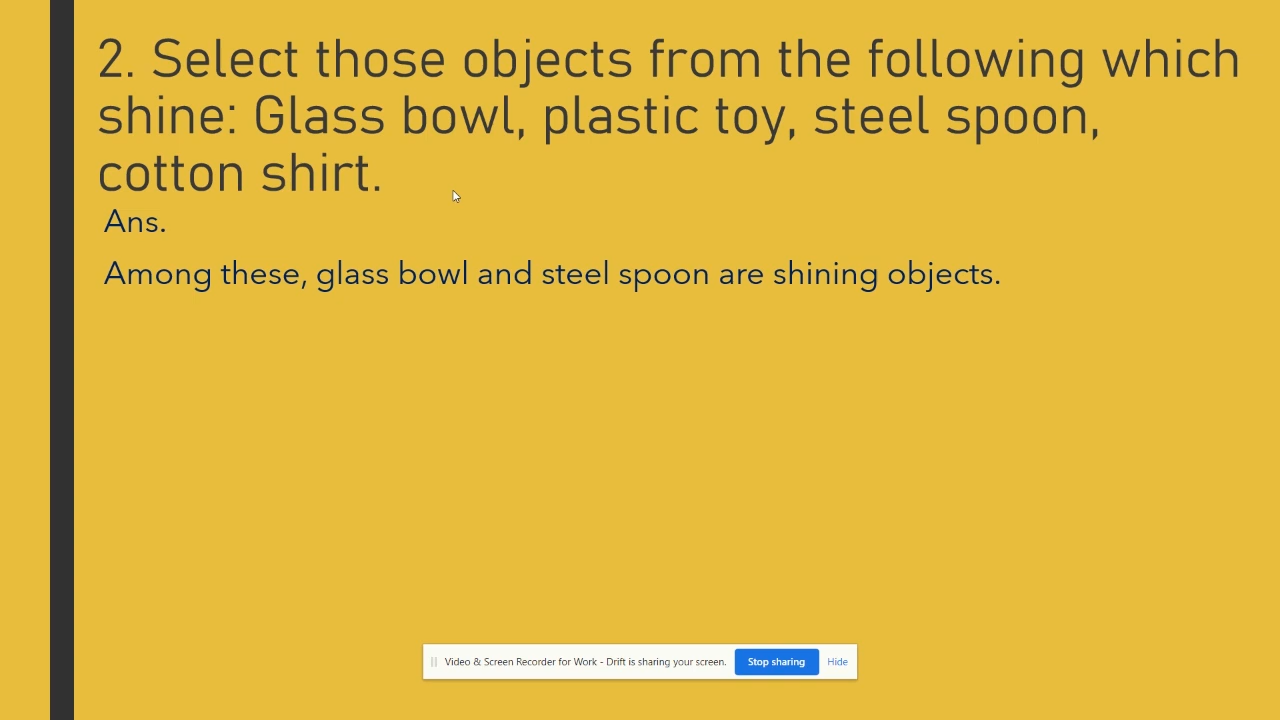 2. Select those objects from the following which
shine: Glass bowl, plastic toy, steel spoon,
cotton shirt.
Ans.
Among these, glass bowl and steel spoon are shining objects.
Video & Screen Recorder for Work - Drift is sharing your screen. Stop sharing Hide